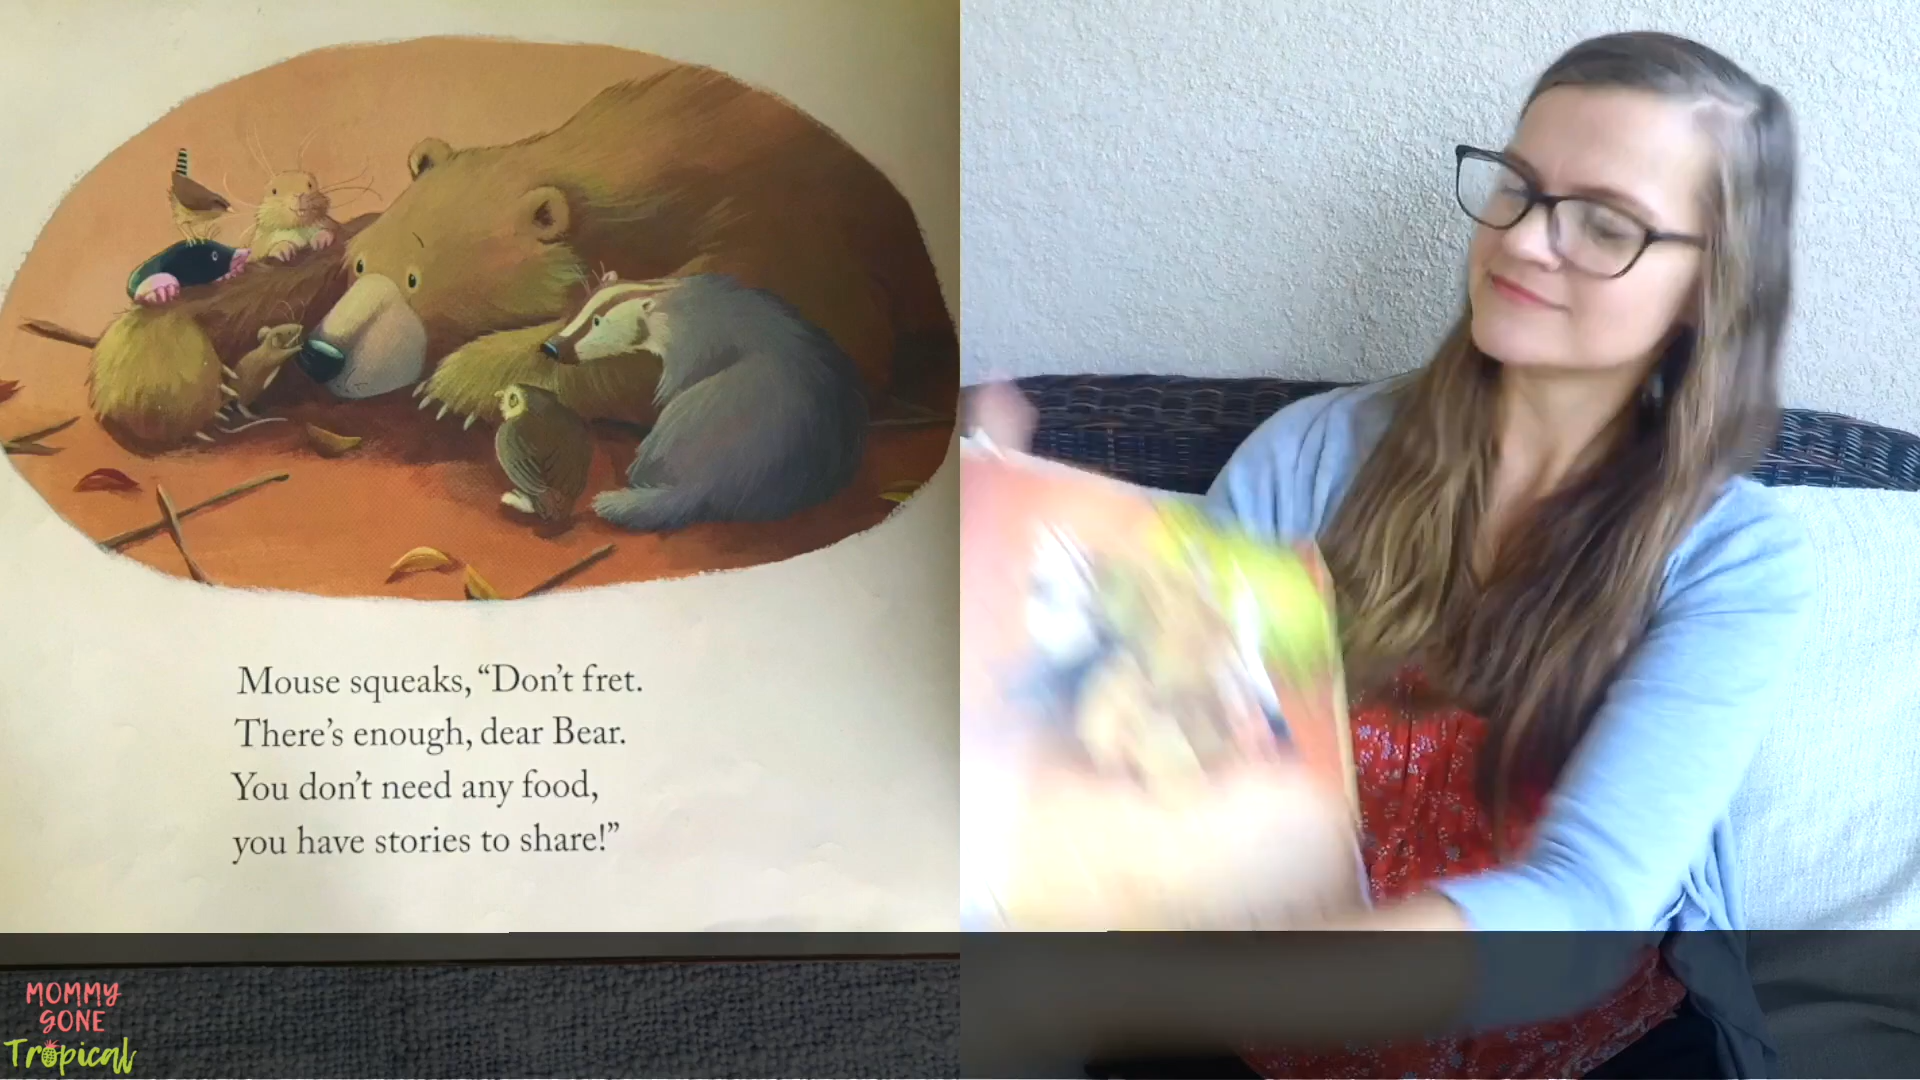 Mouse squeaks, “Don’t fret.
There’s enough, dear Bear.
You don’t need any food,
you have stories to share!”
MOMMY
GONE
Tropical